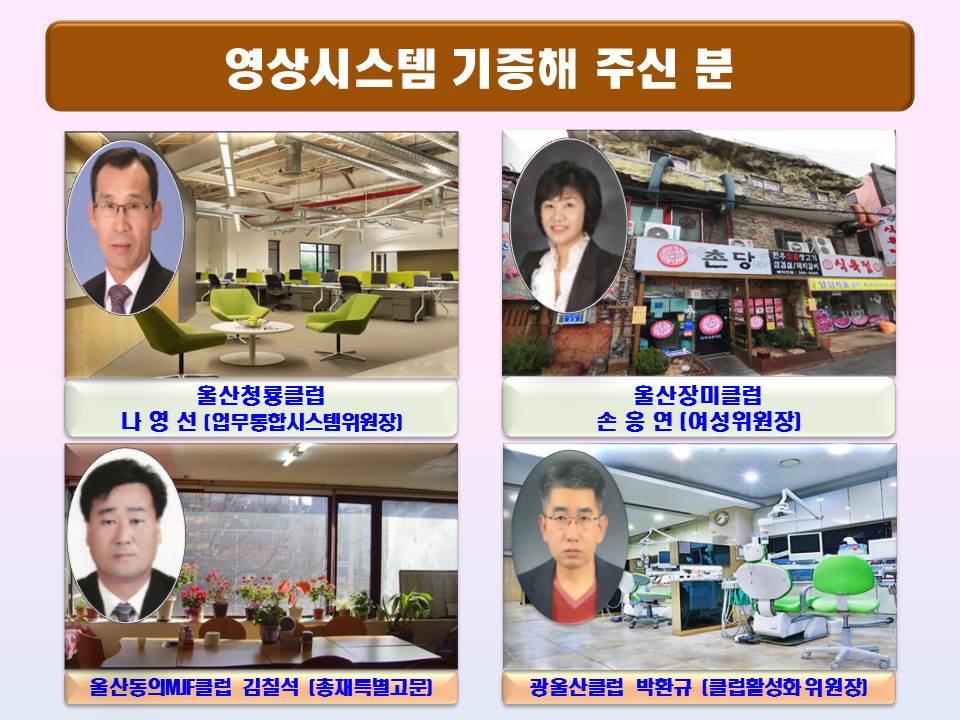 영상시스템 기증해 주신 분
촌당
식육점
울산청룡클럽
나 영 선 (업무통합시스템위원장)
울산장미클럽
손 응 연 (여성위원장)
울산동의MJF클럽 김칠석 (총재특별고문)
광울산클럽 박환규 (클럽활성화 위원장)